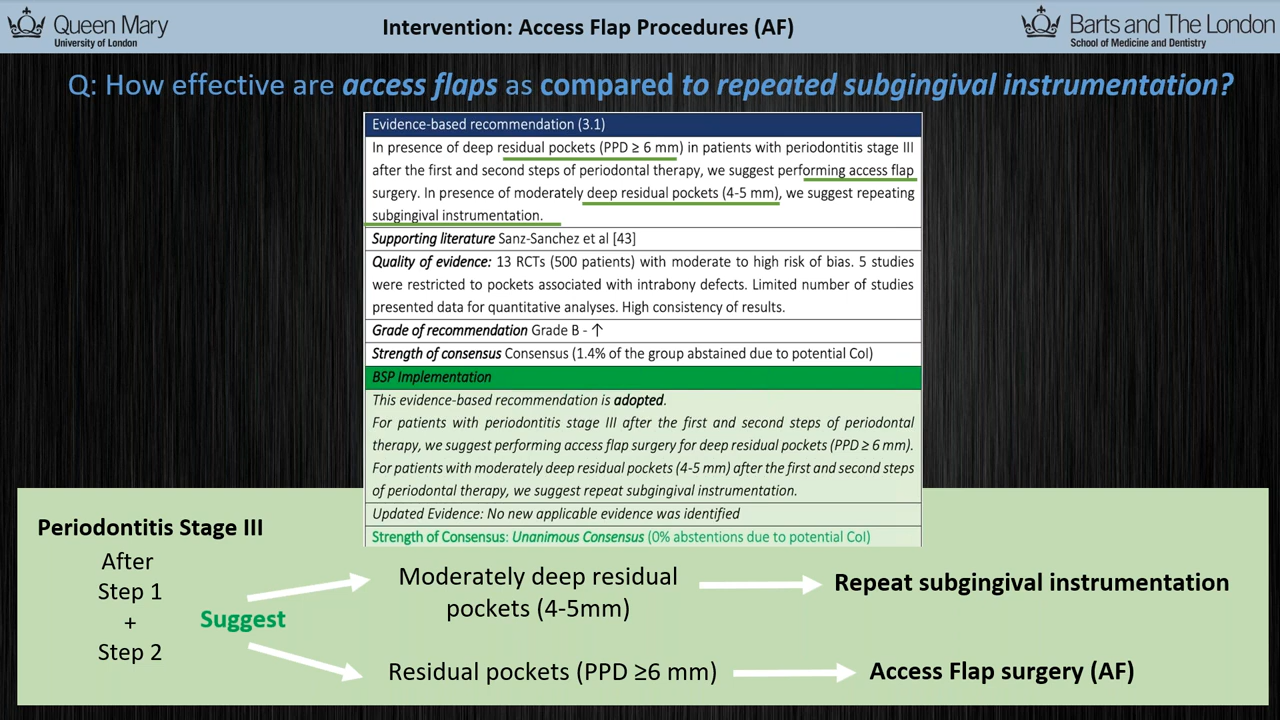 Queen Mary
University of London
Intervention: Access Flap Procedures (AF)
Barts and The London
School of Medicine and Dentistry
Q: How effective are access flaps as compared to repeated subgingival instrumentation?
Evidence-based recommendation (3.1)
In presence of deep residual pockets (PPD ≥ 6 mm) in patients with periodontitis stage III
after the first and second steps of periodontal therapy, we suggest performing access flap
surgery. In presence of moderately deep residual pockets (4-5 mm), we suggest repeating
subgingival instrumentation.
Supporting literature Sanz-Sanchez et al [43]
Quality of evidence: 13 RCTs (500 patients) with moderate to high risk of bias. 5 studies
were restricted to pockets associated with intrabony defects. Limited number of studies
presented data for quantitative analyses. High consistency of results.
Grade of recommendation Grade B - ↑
Strength of consensus Consensus (1.4% of the group abstained due to potential CoI)
BSP Implementation
This evidence-based recommendation is adopted.
For patients with periodontitis stage III after the first and second steps of periodontal
therapy, we suggest performing access flap surgery for deep residual pockets (PPD ≥ 6 mm).
For patients with moderately deep residual pockets (4-5 mm) after the first and second steps
of periodontal therapy, we suggest repeat subgingival instrumentation.
Updated Evidence: No new applicable evidence was identified
Strength of Consensus: Unanimous Consensus (0% abstentions due to potential CoI)
Periodontitis Stage III
After
Step 1
+
Step 2
Suggest
Moderately deep residual
pockets (4-5mm)
Repeat subgingival instrumentation
Residual pockets (PPD ≥6 mm)
Access Flap surgery (AF)